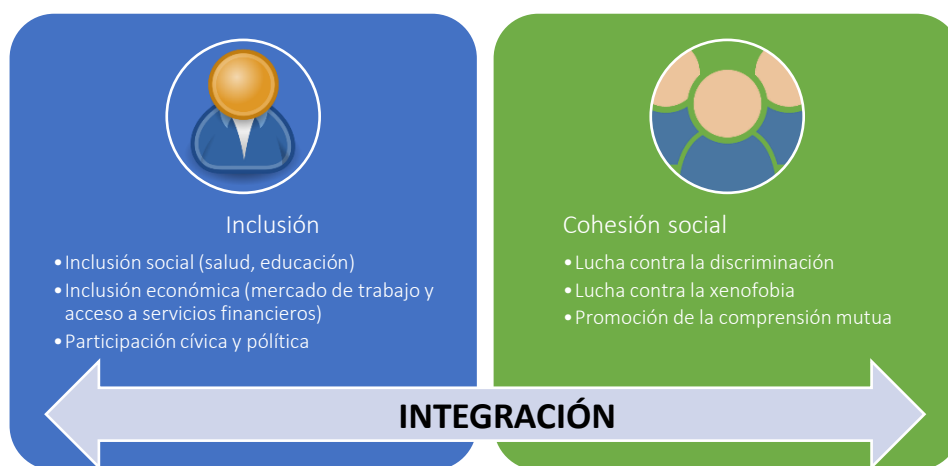 Inclusión
•Inclusión social (salud, educación)
•Inclusión económica (mercado de trabajo y
acceso a servicios financieros)
•Participación cívica y pólítica
Cohesión social
•Lucha contra la discriminación
•Lucha contra la xenofobia
•Promoción de la comprensión mutua
INTEGRACIÓN